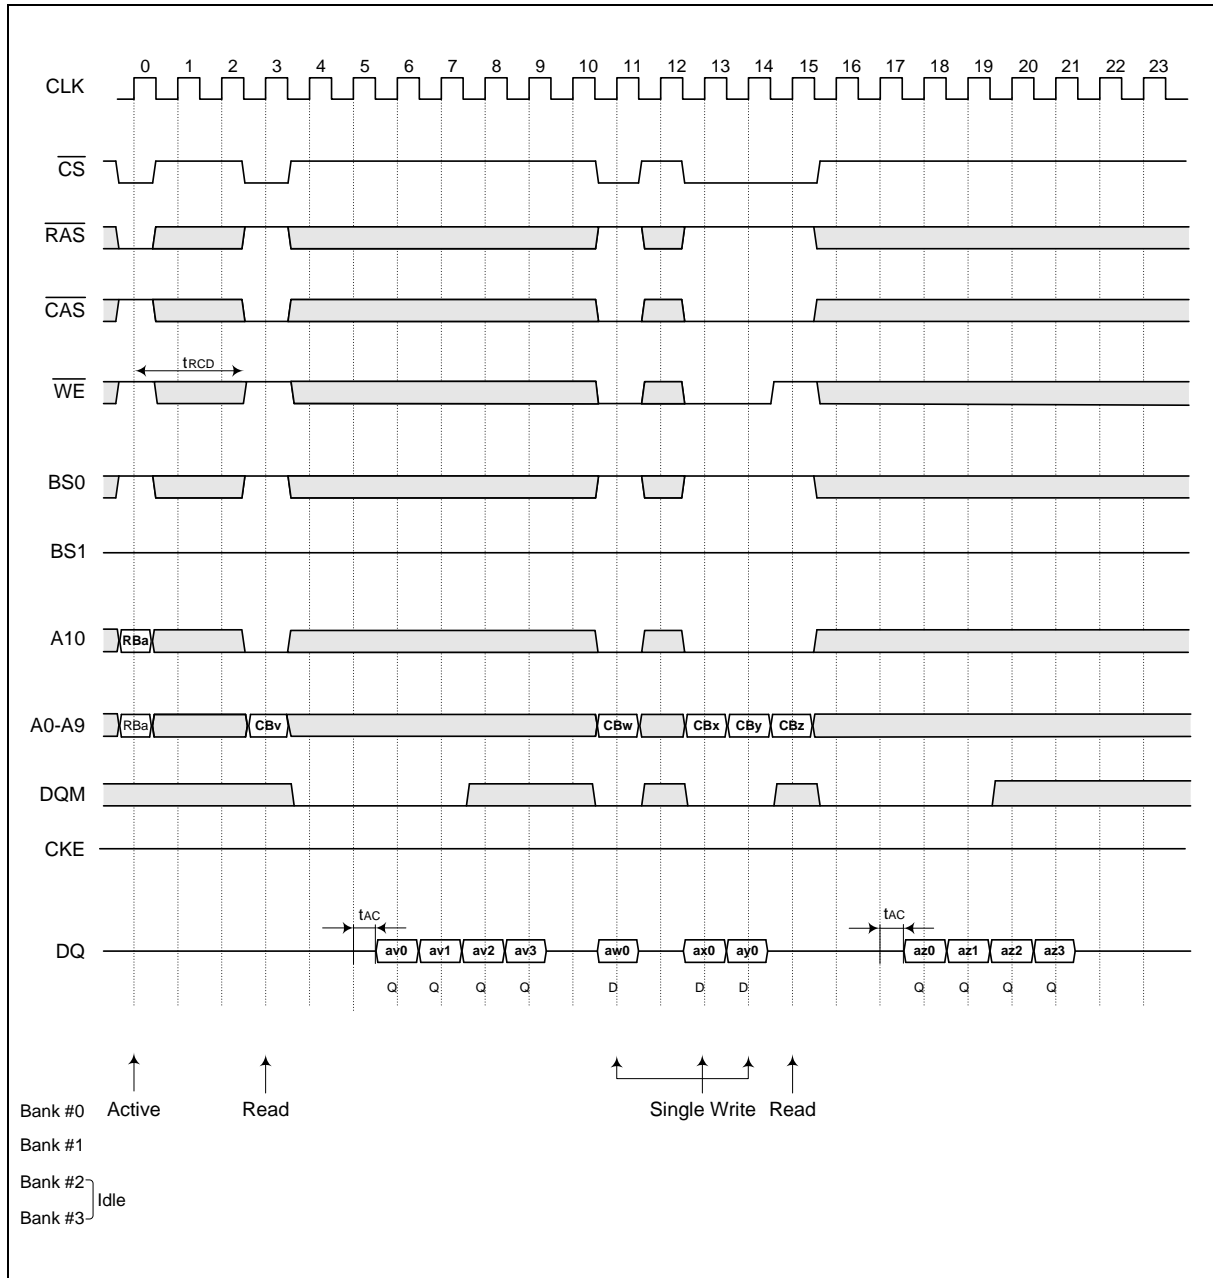 0 1 2 3 4 5 6 7 8 9 10 11 12 13 14 15 16 17 18 19 20 21 22 23
CLK
CS
RAS
CAS
tRCD
WE
BS0
BS1
A10 RBa
A0-A9 RBa CBv CBw CBx CBy CBz
DQM
CKE
tAC tAC
DQ av0 av1 av2 av3 aw0 ax0 ay0 az0 az1 az2 az3
Q Q Q Q D D D Q Q Q Q
Bank #0 Active Read Single Write Read
Bank #1
Bank #2
Idle
Bank #3